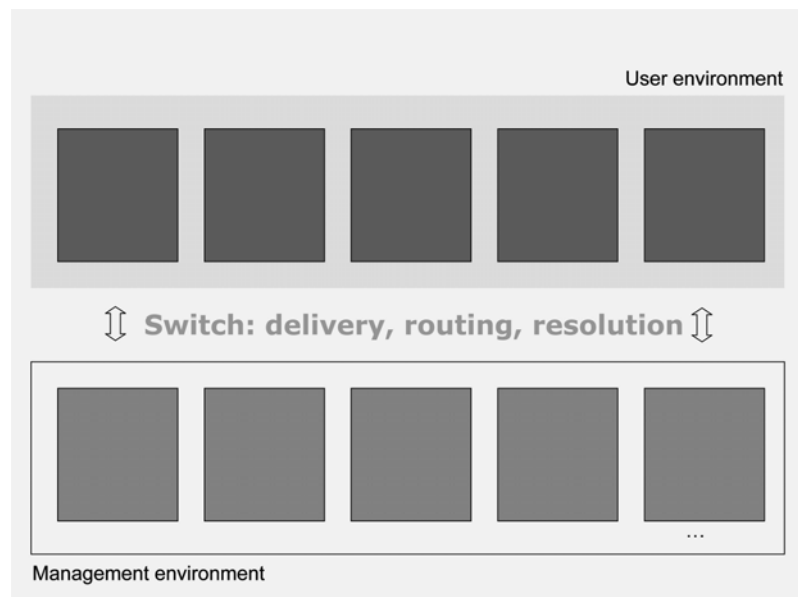 User environment
Switch: delivery, routing, resolution
...
Management environment